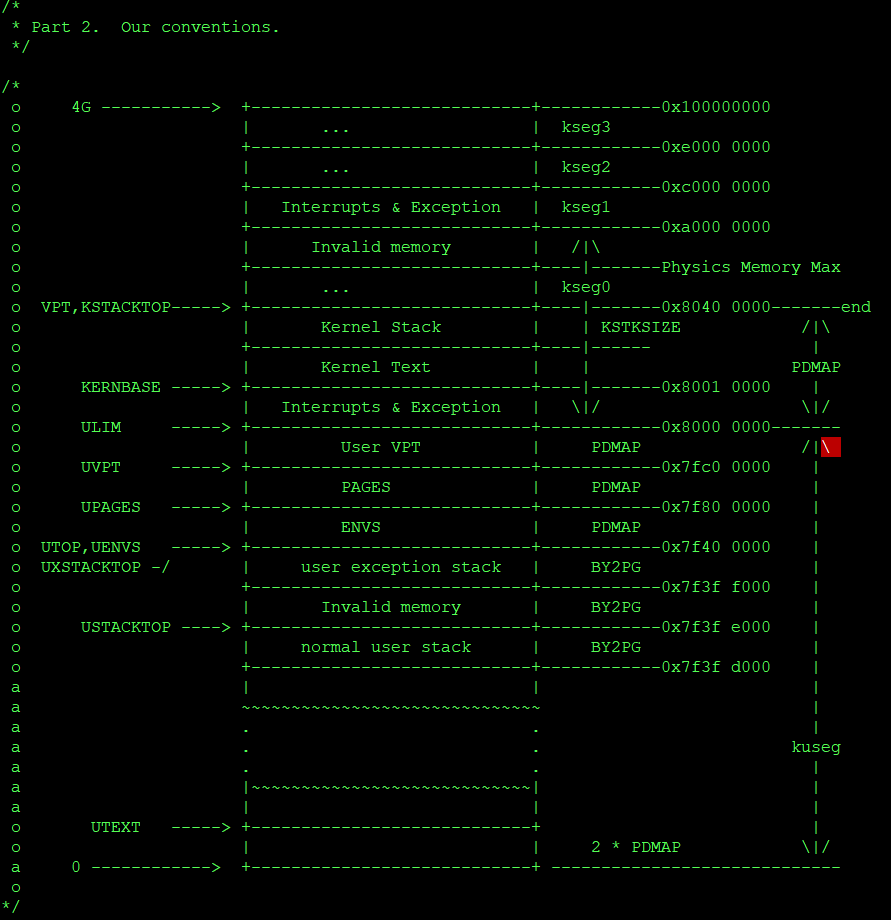 /*
 * Part 2.  Our conventions.
 */

/*
 o     4G ----------->  +----------------------------+------------0x100000000
 o                      |       ...                  |  kseg3
 o                      +----------------------------+------------0xe000 0000
 o                      |       ...                  |  kseg2
 o                      +----------------------------+------------0xc000 0000
 o                      |   Interrupts & Exception   |  kseg1
 o                      +----------------------------+------------0xa000 0000
 o                      |      Invalid memory        |   /|\
 o                      +----------------------------+----|-------Physics Memory Max
 o                      |       ...                  |  kseg0
 o  VPT,KSTACKTOP-----> +----------------------------+----|-------0x8040 0000-------end
 o                      |       Kernel Stack         |    | KSTKSIZE            /|\
 o                      +----------------------------+----|------                |
 o                      |       Kernel Text          |    |                    PDMAP
 o      KERNBASE -----> +----------------------------+----|-------0x8001 0000    |
 o                      |   Interrupts & Exception   |   \|/                    \|/
 o      ULIM     -----> +----------------------------+------------0x8000 0000-------
 o                      |         User VPT           |     PDMAP                /|\
 o      UVPT     -----> +----------------------------+------------0x7fc0 0000    |
 o                      |         PAGES              |     PDMAP                 |
 o      UPAGES   -----> +----------------------------+------------0x7f80 0000    |
 o                      |         ENVS               |     PDMAP                 |
 o  UTOP,UENVS   -----> +----------------------------+------------0x7f40 0000    |
 o  UXSTACKTOP -/       |     user exception stack   |     BY2PG                 |
 o                      +----------------------------+------------0x7f3f f000    |
 o                      |       Invalid memory       |     BY2PG                 |
 o      USTACKTOP ----> +----------------------------+------------0x7f3f e000    |
 o                      |     normal user stack      |     BY2PG                 |
 o                      +----------------------------+------------0x7f3f d000    |
 a                      |                            |                           |
 a                      ~~~~~~~~~~~~~~~~~~~~~~~~~~~~~~                           |
 a                      .                            .                           |
 a                      .                            .                         kuseg
 a                      .                            .                           |
 a                      |~~~~~~~~~~~~~~~~~~~~~~~~~~~~|                           |
 a                      |                            |                           |
 o       UTEXT   -----> +----------------------------+                           |
 o                      |                            |     2 * PDMAP            \|/
 a     0 ------------>  +----------------------------+ -----------------------------
 o
*/